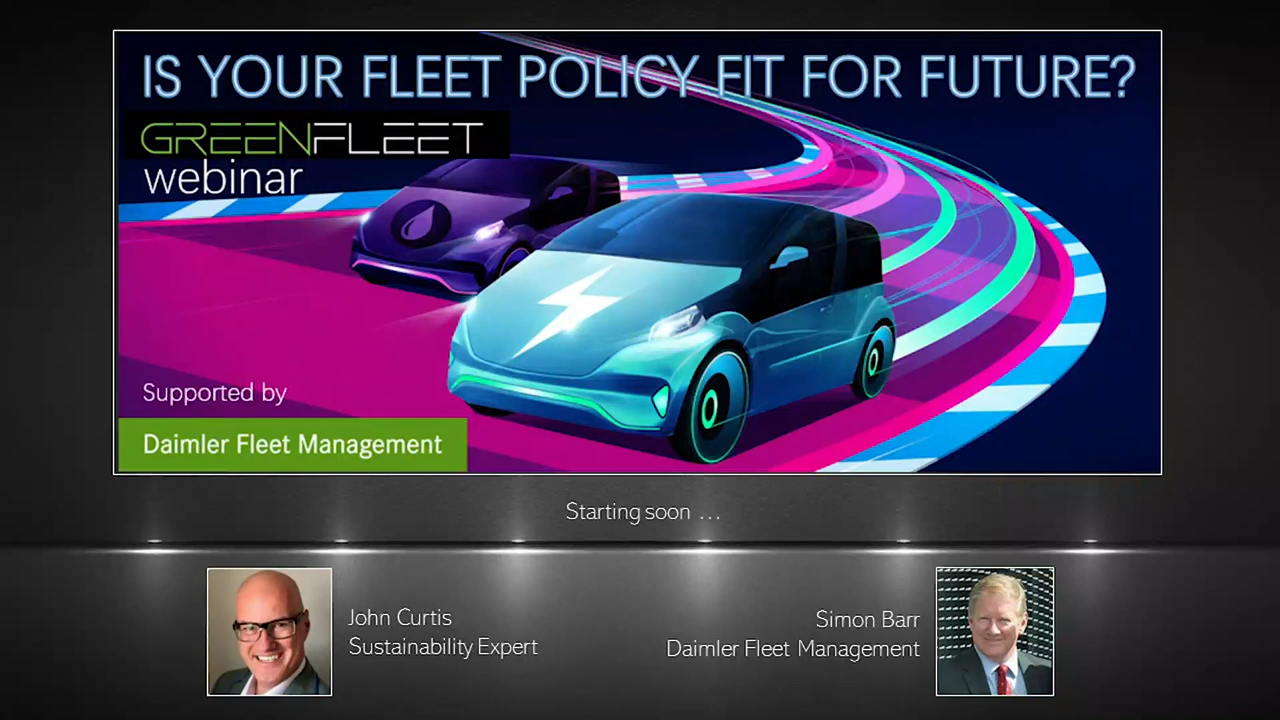 IS YOUR FLEET POLICY FIT FOR FUTURE?
GREENFLEET
webinar
Supported by
Daimler Fleet Management
Starting soon ...
John Curtis
Sustainability Expert
Simon Barr
Daimler Fleet Management